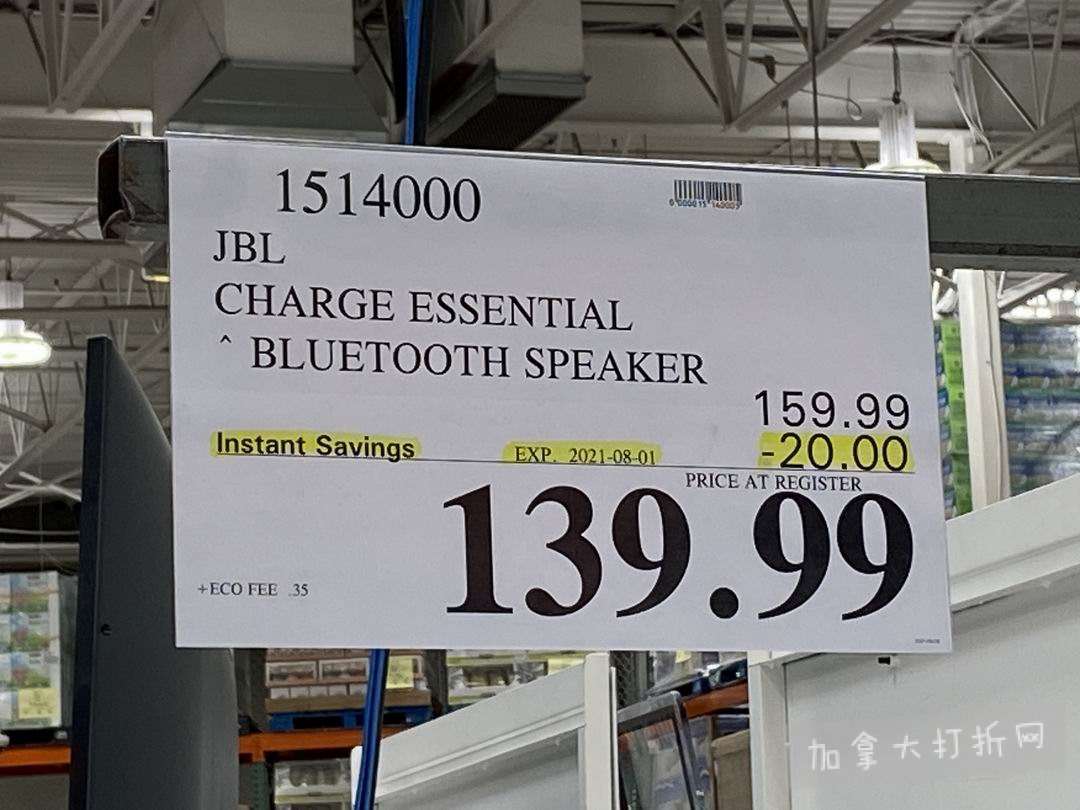 1514000
JBL
CHARGE ESSENTIAL
^ BLUETOOTH SPEAKER
159.99
Instant Savings EXP. 2021-08-01 -20.00
PRICE AT REGISTER
139.99
+ECO FEE .35
加拿大打折网